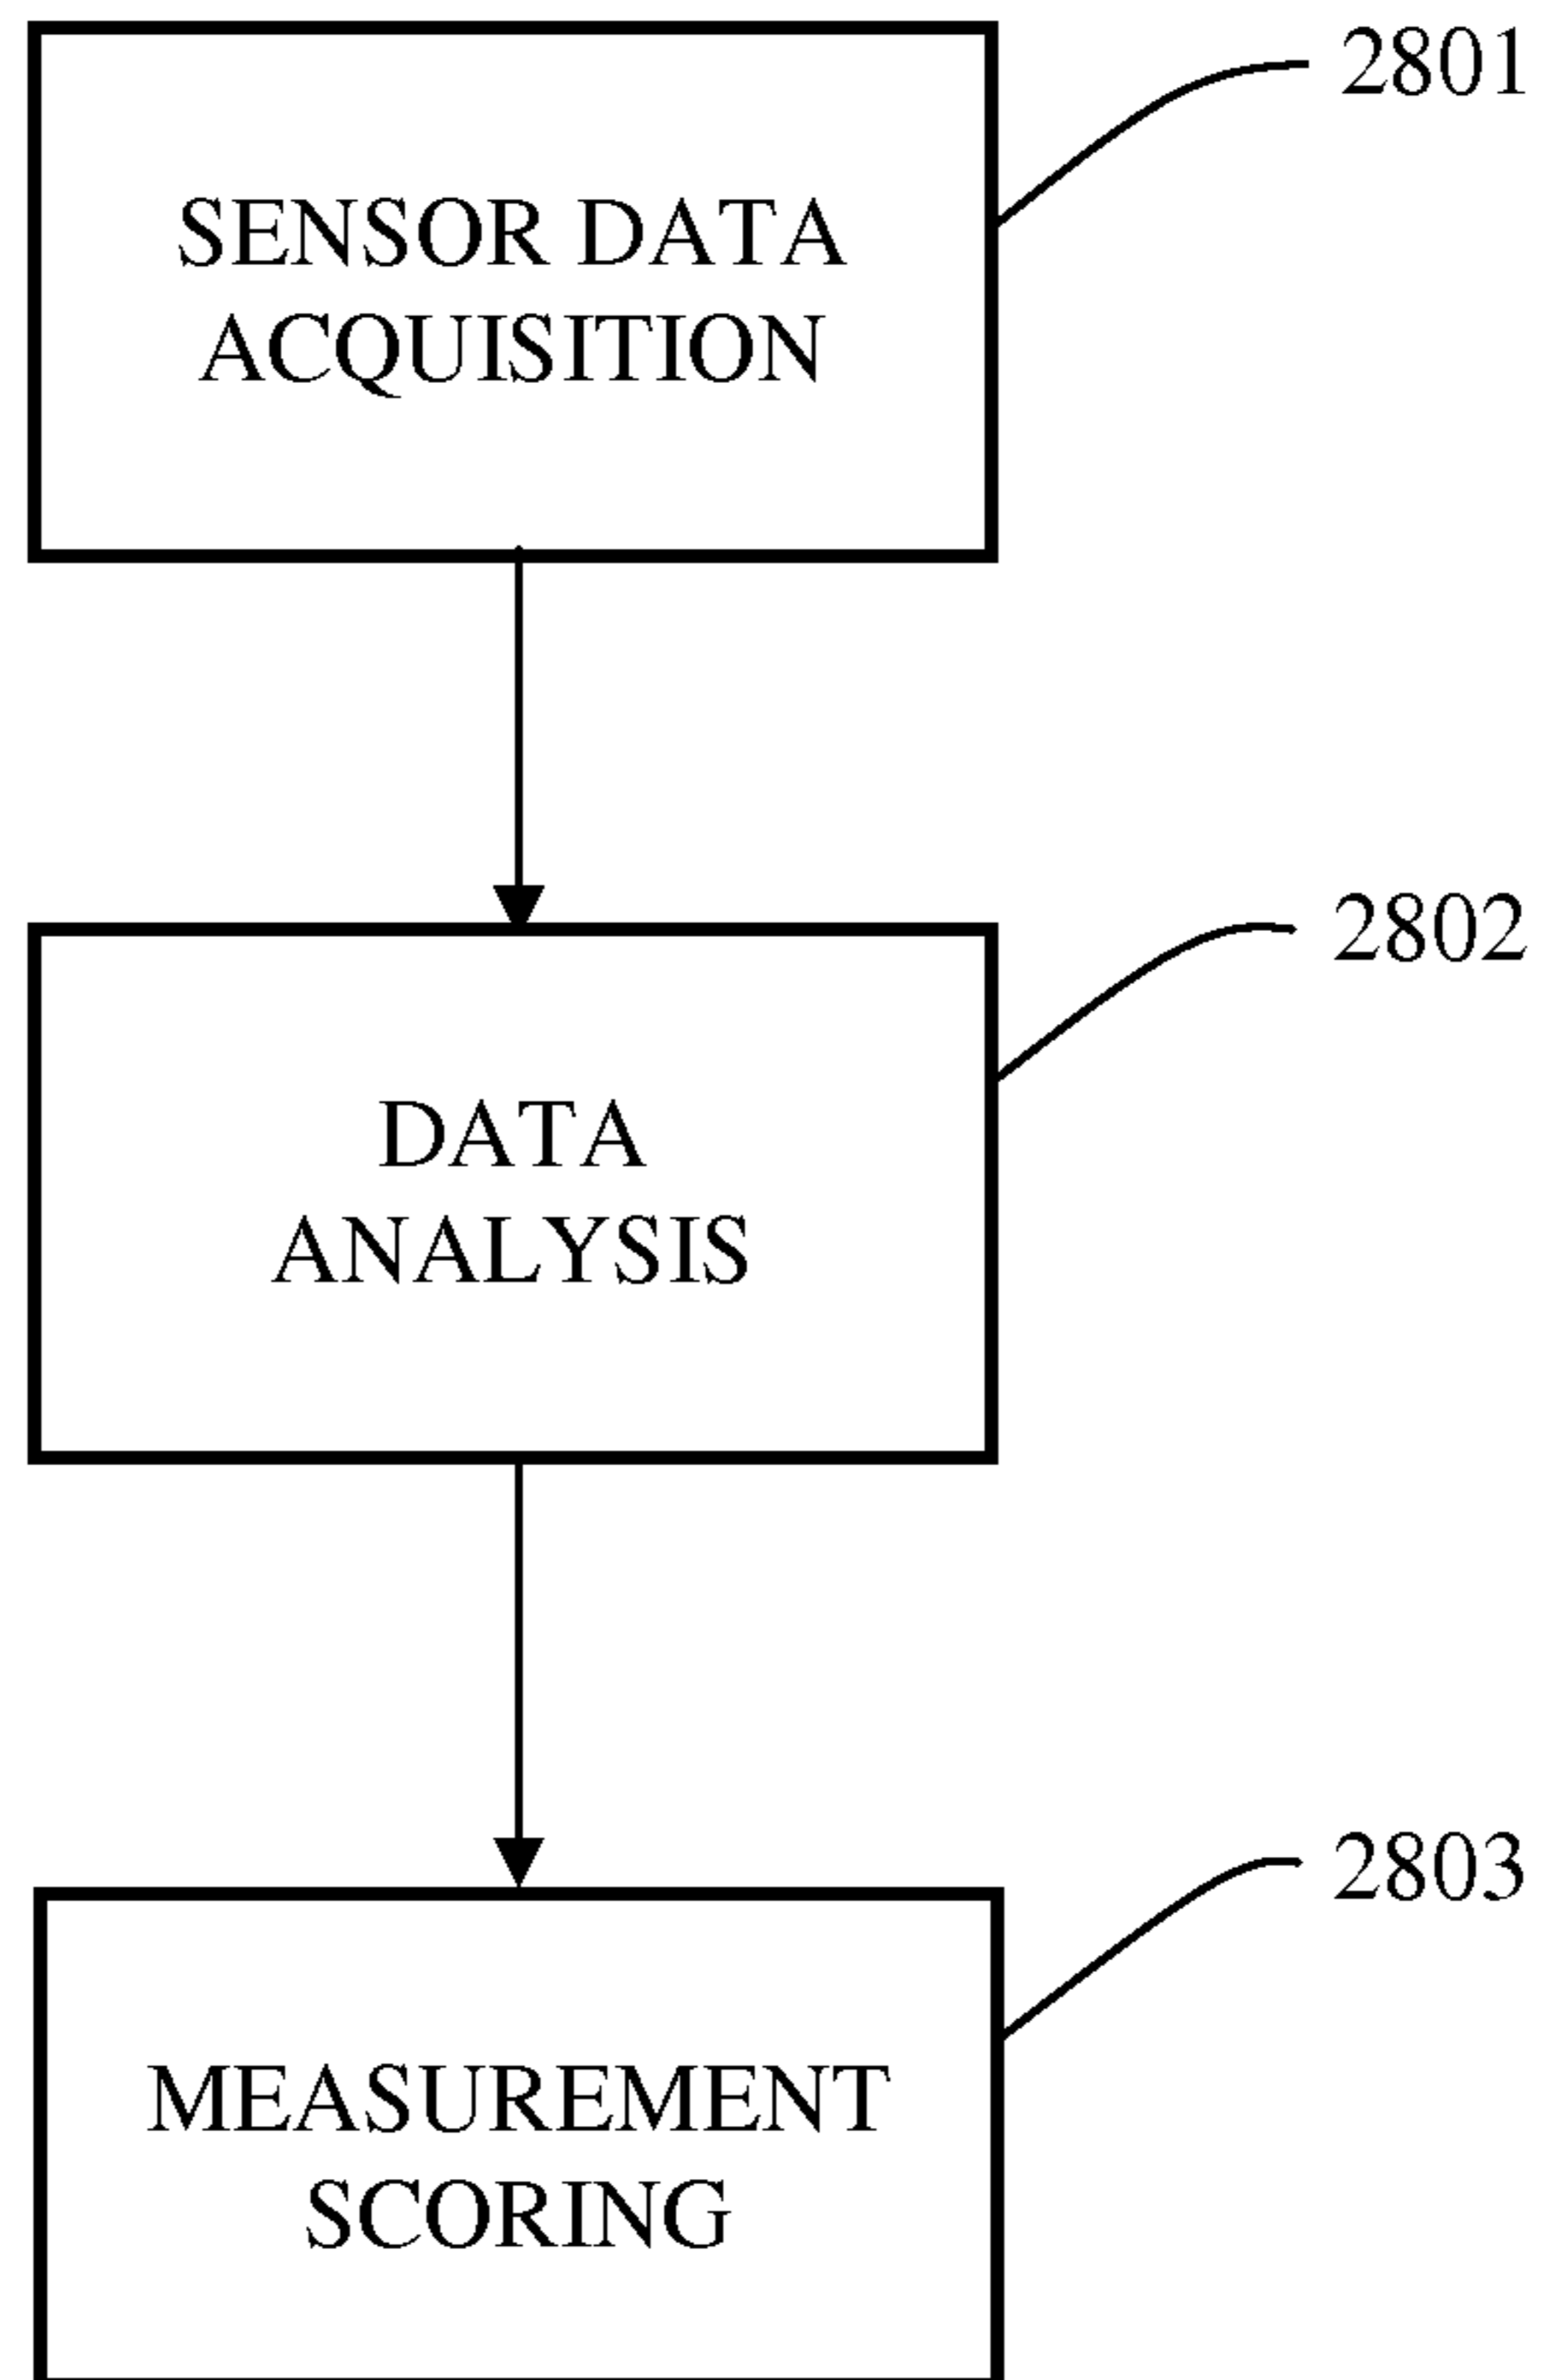 2801
SENSOR DATA
ACQUISITION
2802
DATA
ANALYSIS
2803
MEASUREMENT
SCORING